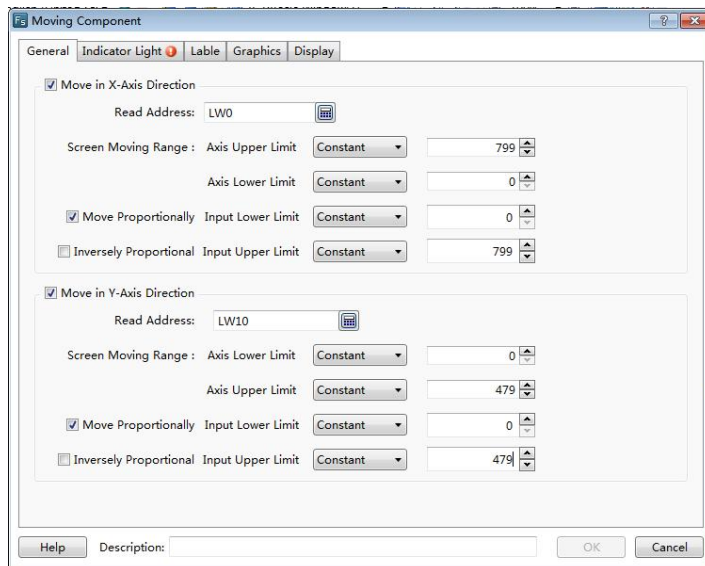 Fs Moving Component
General Indicator Light Lable Graphics Display
Move in X-Axis Direction
Read Address: LW0
Screen Moving Range : Axis Upper Limit Constant 799
Axis Lower Limit Constant 0
Move Proportionally Input Lower Limit Constant 0
Inversely Proportional Input Upper Limit Constant 799
Move in Y-Axis Direction
Read Address: LW10
Screen Moving Range : Axis Lower Limit Constant 0
Axis Upper Limit Constant 479
Move Proportionally Input Lower Limit Constant 0
Inversely Proportional Input Upper Limit Constant 479
Help Description: OK Cancel